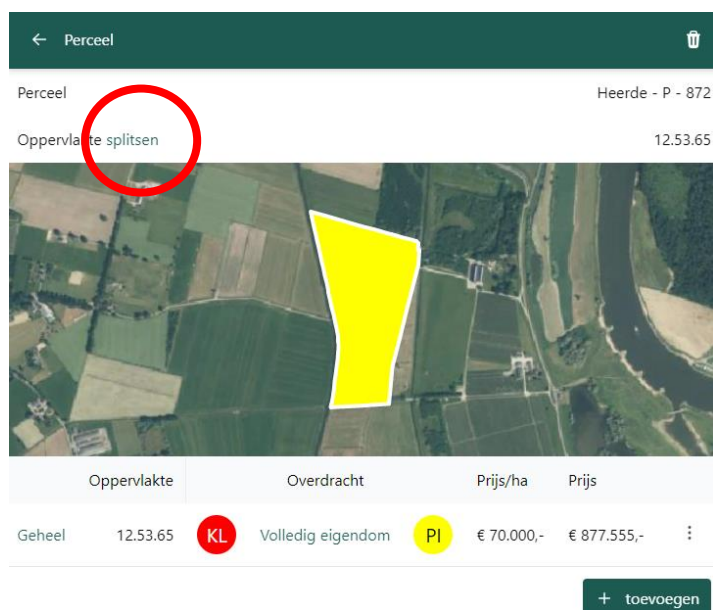 ← Perceel
Perceel Heerde - P - 872
Oppervlakte splitsen 12.53.65
Oppervlakte Overdracht Prijs/ha Prijs
Geheel 12.53.65 KL Volledig eigendom PI € 70.000,- € 877.555,-
+ toevoegen